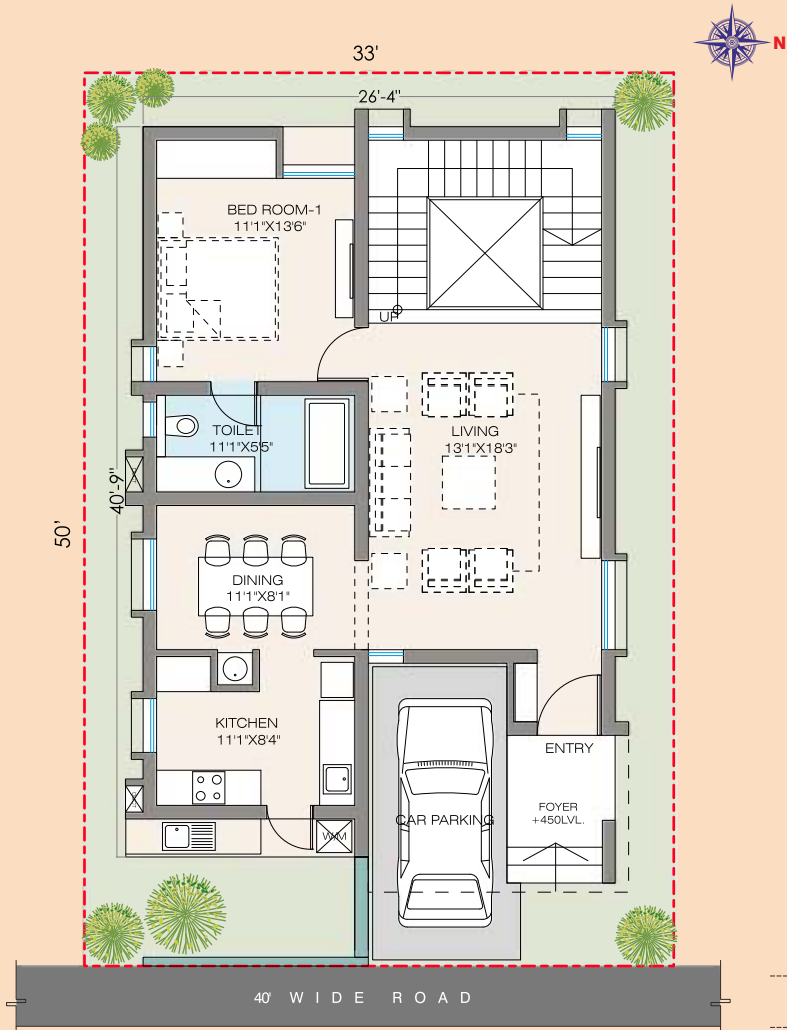 N
33'
26'-4"
BED ROOM-1
11'1"X13'6"
UP
TOILET
11'1"X5'5"
LIVING
13'1"X18'3"
40'-9"
50'
DINING
11'1"X8'1"
KITCHEN
11'1"X8'4"
ENTRY
FOYER
+450LVL.
CAR PARKING
W/M
40' WIDE ROAD